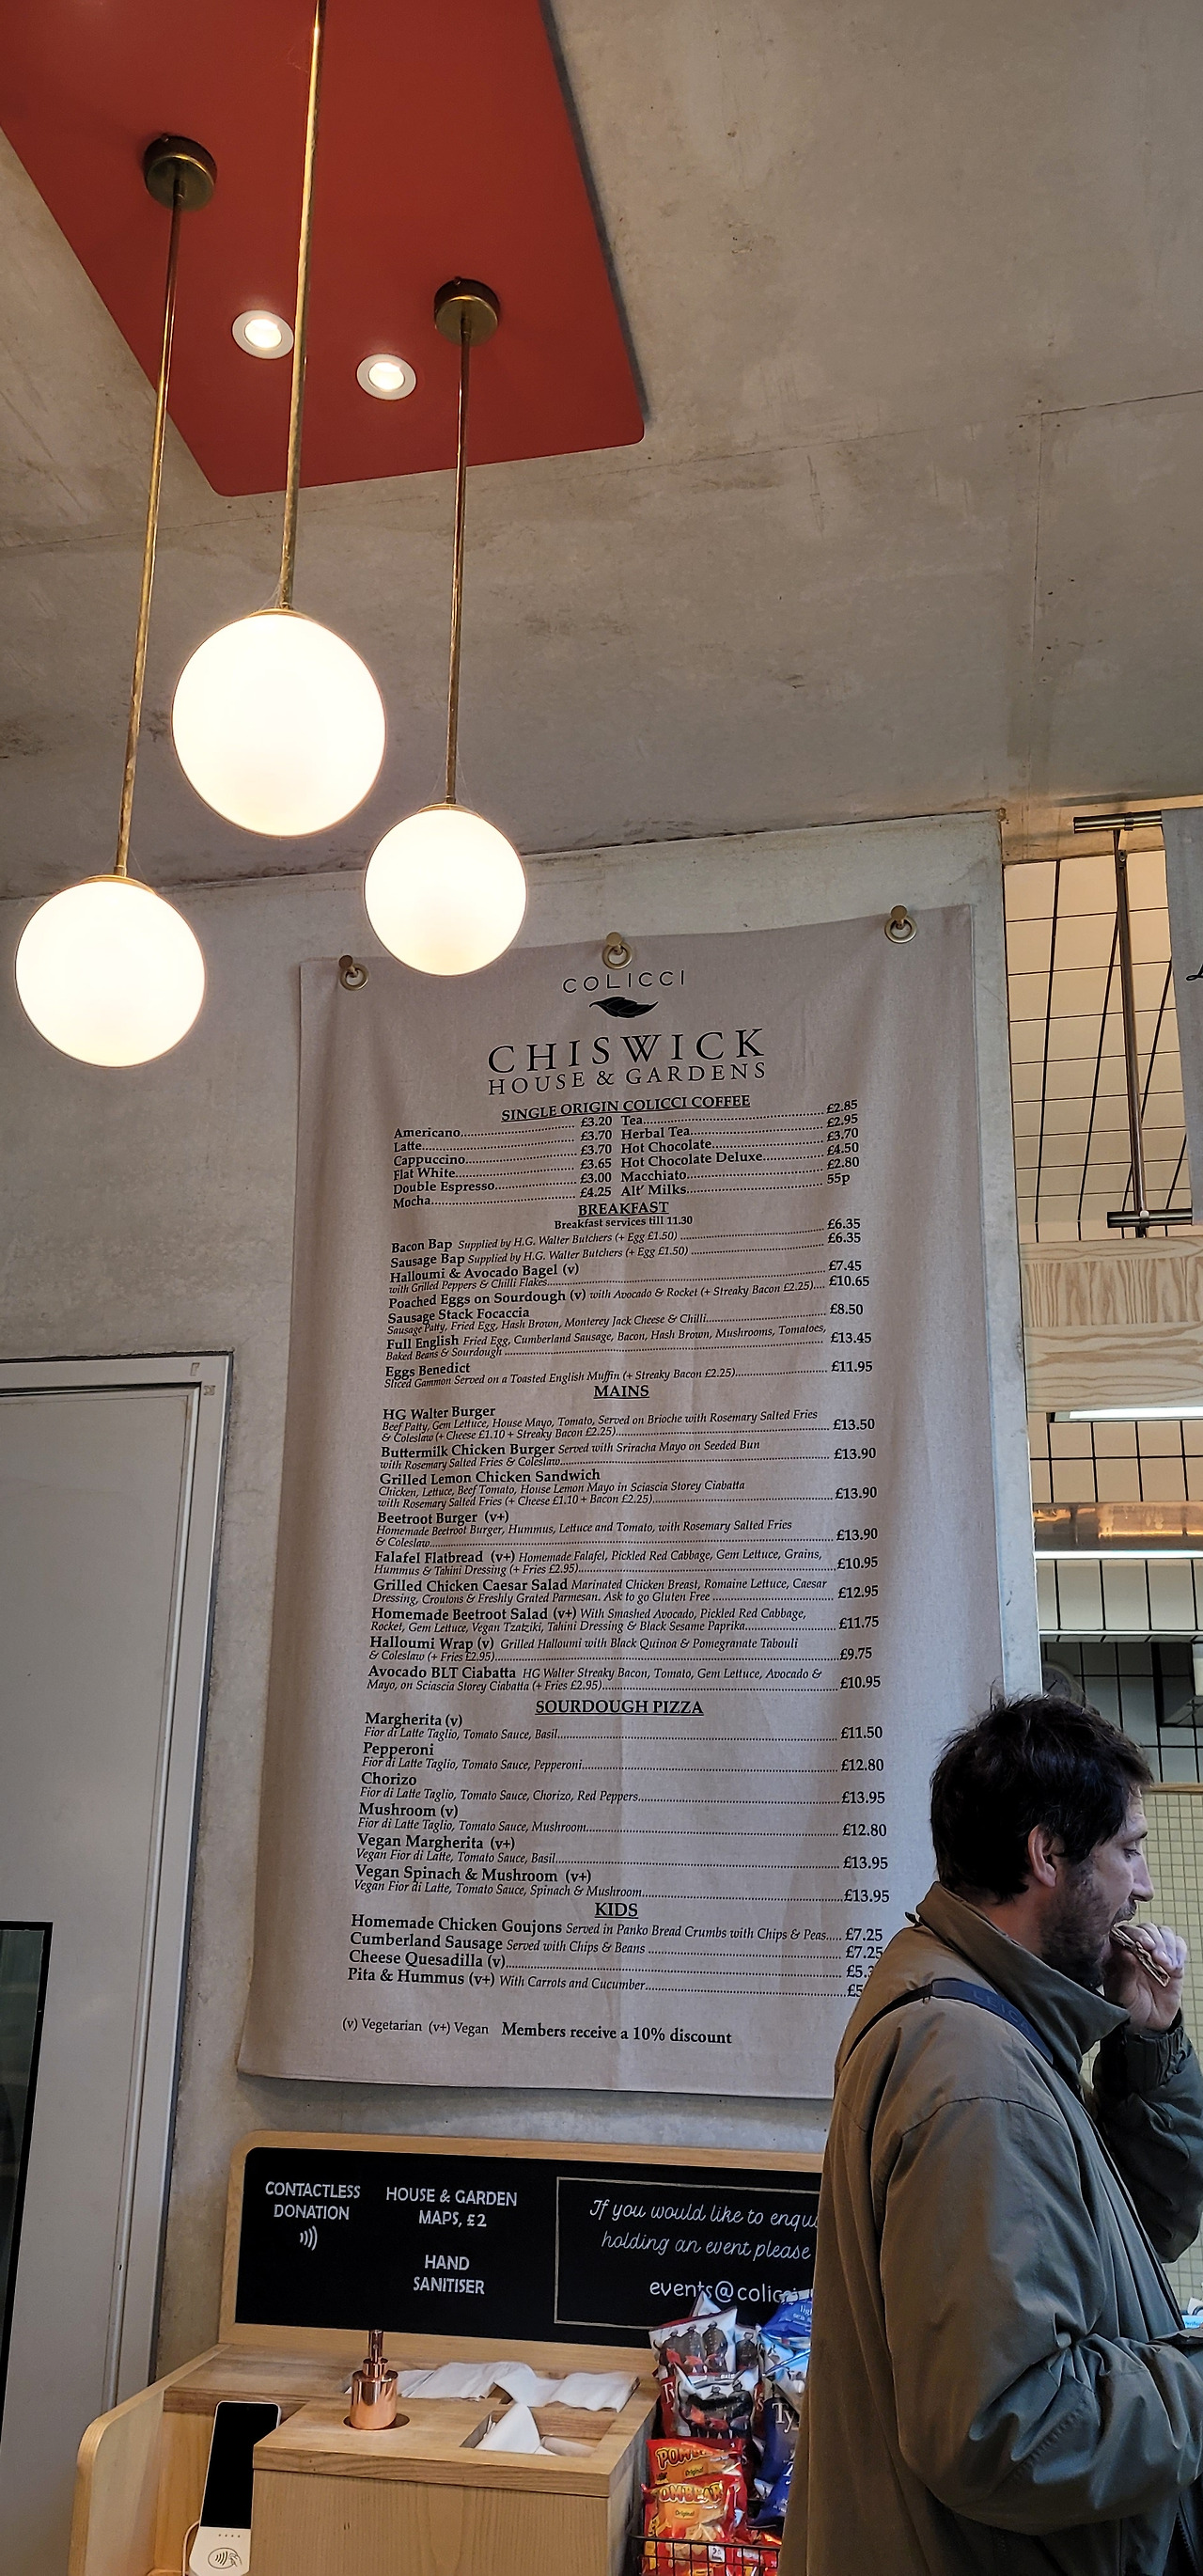 COLICCI
CHISWICK
HOUSE & GARDENS
SINGLE ORIGIN COLICCI COFFEE
Americano................ £3.20 Tea................ £2.85
Latte................ £3.70 Herbal Tea................ £2.95
Cappuccino................ £3.70 Hot Chocolate................ £3.70
Flat White................ £3.65 Hot Chocolate Deluxe................ £4.50
Double Espresso................ £3.00 Macchiato................ £2.80
Mocha................ £4.25 Alt' Milks................ 55p
BREAKFAST
Breakfast services till 11.30
Bacon Bap Supplied by H.G. Walter Butchers (+ Egg £1.50) ................ £6.35
Sausage Bap Supplied by H.G. Walter Butchers (+ Egg £1.50) ................ £6.35
Halloumi & Avocado Bagel (v)
with Grilled Peppers & Chilli Flakes................ £7.45
Poached Eggs on Sourdough (v) with Avocado & Rocket (+ Streaky Bacon £2.25).... £10.65
Sausage Stack Focaccia
Sausage Patty, Fried Egg, Hash Brown, Monterey Jack Cheese & Chilli................ £8.50
Full English Fried Egg, Cumberland Sausage, Bacon, Hash Brown, Mushrooms, Tomatoes,
Baked Beans & Sourdough ................ £13.45
Eggs Benedict
Sliced Gammon Served on a Toasted English Muffin (+ Streaky Bacon £2.25)................ £11.95
MAINS
HG Walter Burger
Beef Patty, Gem Lettuce, House Mayo, Tomato, Served on Brioche with Rosemary Salted Fries
& Coleslaw (+ Cheese £1.10 + Streaky Bacon £2.25)................ £13.50
Buttermilk Chicken Burger Served with Sriracha Mayo on Seeded Bun
with Rosemary Salted Fries & Coleslaw................ £13.90
Grilled Lemon Chicken Sandwich
Chicken, Lettuce, Beef Tomato, House Lemon Mayo in Sciascia Storey Ciabatta
with Rosemary Salted Fries (+ Cheese £1.10 + Bacon £2.25)................ £13.90
Beetroot Burger (v+)
Homemade Beetroot Burger, Hummus, Lettuce and Tomato, with Rosemary Salted Fries
& Coleslaw................ £13.90
Falafel Flatbread (v+) Homemade Falafel, Pickled Red Cabbage, Gem Lettuce, Grains,
Hummus & Tahini Dressing (+ Fries £2.95)................ £10.95
Grilled Chicken Caesar Salad Marinated Chicken Breast, Romaine Lettuce, Caesar
Dressing, Croutons & Freshly Grated Parmesan. Ask to go Gluten Free ................ £12.95
Homemade Beetroot Salad (v+) With Smashed Avocado, Pickled Red Cabbage,
Rocket, Gem Lettuce, Vegan Tzatziki, Tahini Dressing & Black Sesame Paprika................ £11.75
Halloumi Wrap (v) Grilled Halloumi with Black Quinoa & Pomegranate Tabouli
& Coleslaw (+ Fries £2.95)................ £9.75
Avocado BLT Ciabatta HG Walter Streaky Bacon, Tomato, Gem Lettuce, Avocado &
Mayo, on Sciascia Storey Ciabatta (+ Fries £2.95)................ £10.95
SOURDOUGH PIZZA
Margherita (v)
Fior di Latte Taglio, Tomato Sauce, Basil................ £11.50
Pepperoni
Fior di Latte Taglio, Tomato Sauce, Pepperoni................ £12.80
Chorizo
Fior di Latte Taglio, Tomato Sauce, Chorizo, Red Peppers................ £13.95
Mushroom (v)
Fior di Latte Taglio, Tomato Sauce, Mushroom................ £12.80
Vegan Margherita (v+)
Vegan Fior di Latte, Tomato Sauce, Basil................ £13.95
Vegan Spinach & Mushroom (v+)
Vegan Fior di Latte, Tomato Sauce, Spinach & Mushroom................ £13.95
KIDS
Homemade Chicken Goujons Served in Panko Bread Crumbs with Chips & Peas.... £7.25
Cumberland Sausage Served with Chips & Beans ................ £7.25
Cheese Quesadilla (v)................
Pita & Hummus (v+) With Carrots and Cucumber................
(v) Vegetarian (v+) Vegan Members receive a 10% discount
CONTACTLESS
DONATION
HOUSE & GARDEN
MAPS, £2
HAND
SANITISER
If you would like to
holding an event please
POM-BEAR
Original